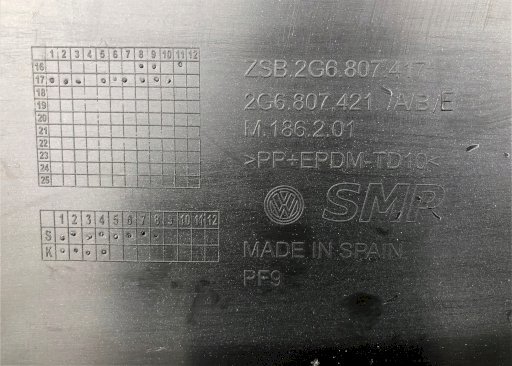 1 2 3 4 5 6 7 8 9 10 11 12
16
17
18
19
20
21
22
23
24
25
1 2 3 4 5 6 7 8 9 10 11 12
S
K
ZSB.2G6.807.417
2G6.807.421 /A/B/E
M.186.2.01
>PP+EPDM-TD10<
VW SMP
MADE IN SPAIN
PF9